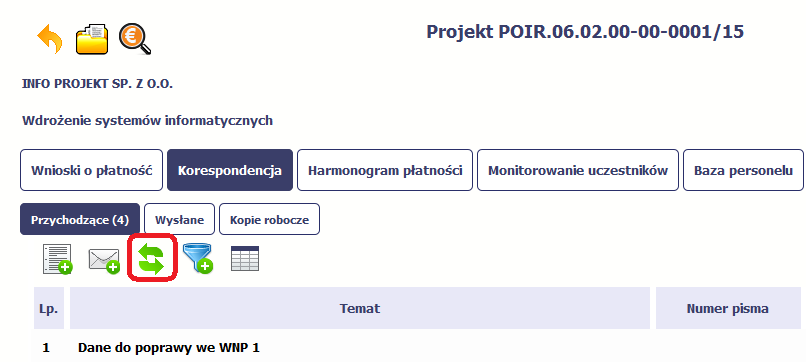 Projekt POIR.06.02.00-00-0001/15
INFO PROJEKT SP. Z O.O.
Wdrożenie systemów informatycznych
Wnioski o płatność Korespondencja Harmonogram płatności Monitorowanie uczestników Baza personelu
Przychodzące (4) Wysłane Kopie robocze
Lp. Temat Numer pisma
1 Dane do poprawy we WNP 1